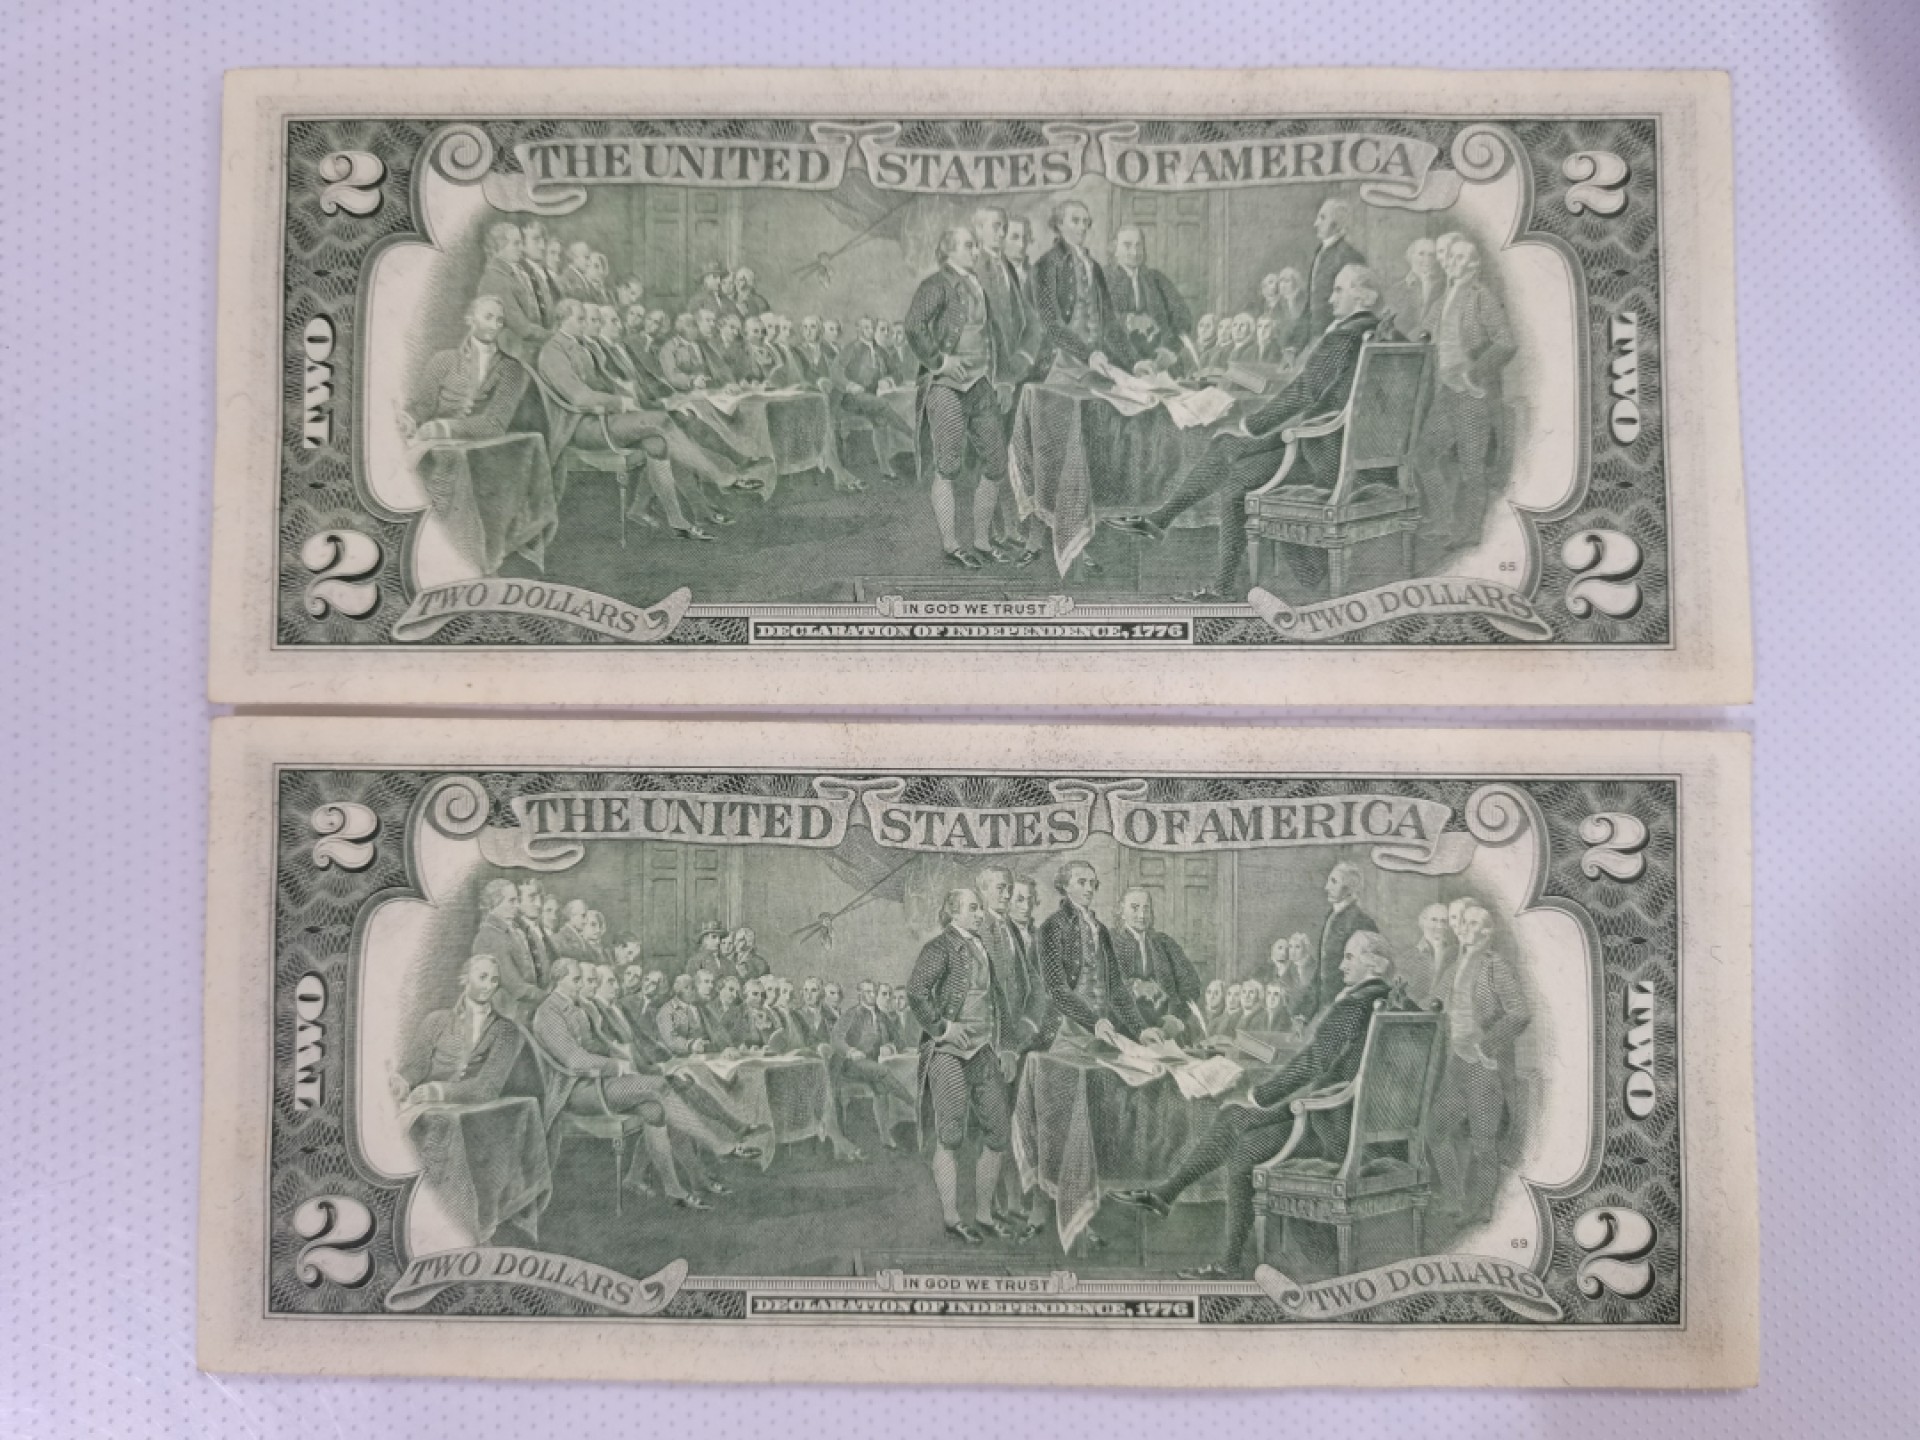 2 THE UNITED STATES OF AMERICA 2
TWO TWO
65
2 TWO DOLLARS IN GOD WE TRUST TWO DOLLARS 2
DECLARATION OF INDEPENDENCE, 1776
2 THE UNITED STATES OF AMERICA 2
TWO TWO
69
2 TWO DOLLARS IN GOD WE TRUST TWO DOLLARS 2
DECLARATION OF INDEPENDENCE, 1776